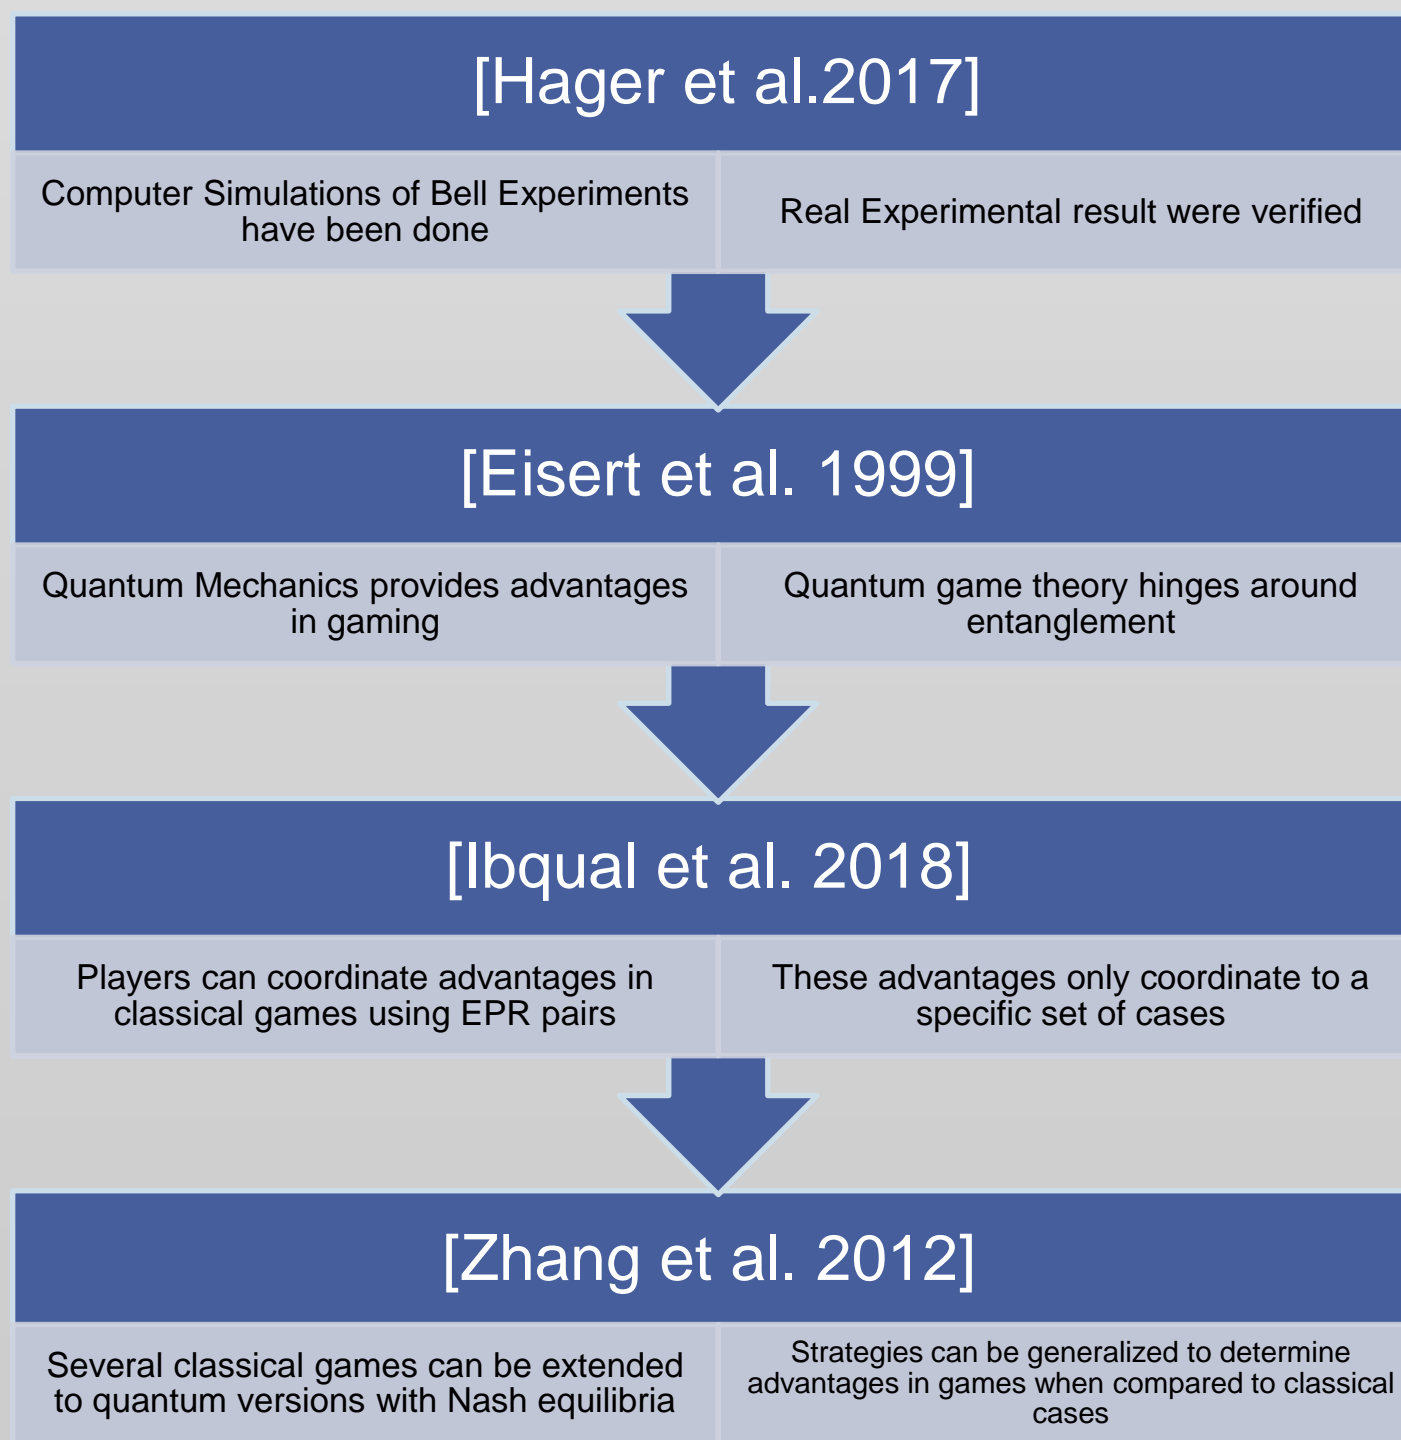 [Hager et al.2017]
Computer Simulations of Bell Experiments
have been done
Real Experimental result were verified
[Eisert et al. 1999]
Quantum Mechanics provides advantages
in gaming
Quantum game theory hinges around
entanglement
[Ibqual et al. 2018]
Players can coordinate advantages in
classical games using EPR pairs
These advantages only coordinate to a
specific set of cases
[Zhang et al. 2012]
Several classical games can be extended
to quantum versions with Nash equilibria
Strategies can be generalized to determine
advantages in games when compared to classical
cases